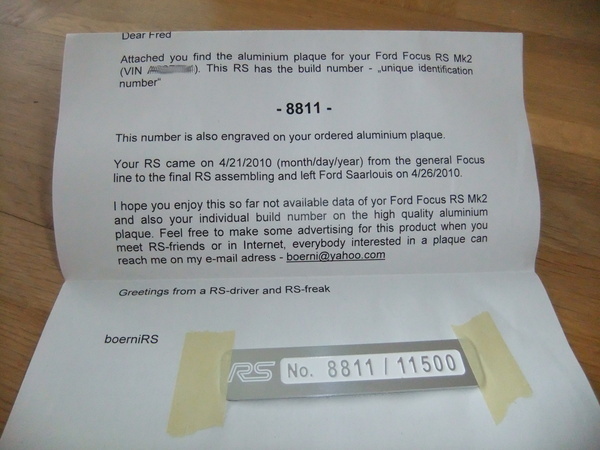 Dear Fred
Attached you find the aluminium plaque for your Ford Focus RS Mk2
(VIN ). This RS has the build number - „unique identification
number“
- 8811 -
This number is also engraved on your ordered aluminium plaque.
Your RS came on 4/21/2010 (month/day/year) from the general Focus
line to the final RS assembling and left Ford Saarlouis on 4/26/2010.
I hope you enjoy this so far not available data of yor Ford Focus RS Mk2
and also your individual build number on the high quality aluminium
plaque. Feel free to make some advertising for this product when you
meet RS-friends or in Internet, everybody interested in a plaque can
reach me on my e-mail adress - boerni@yahoo.com
Greetings from a RS-driver and RS-freak
boerniRS
RS No. 8811 / 11500